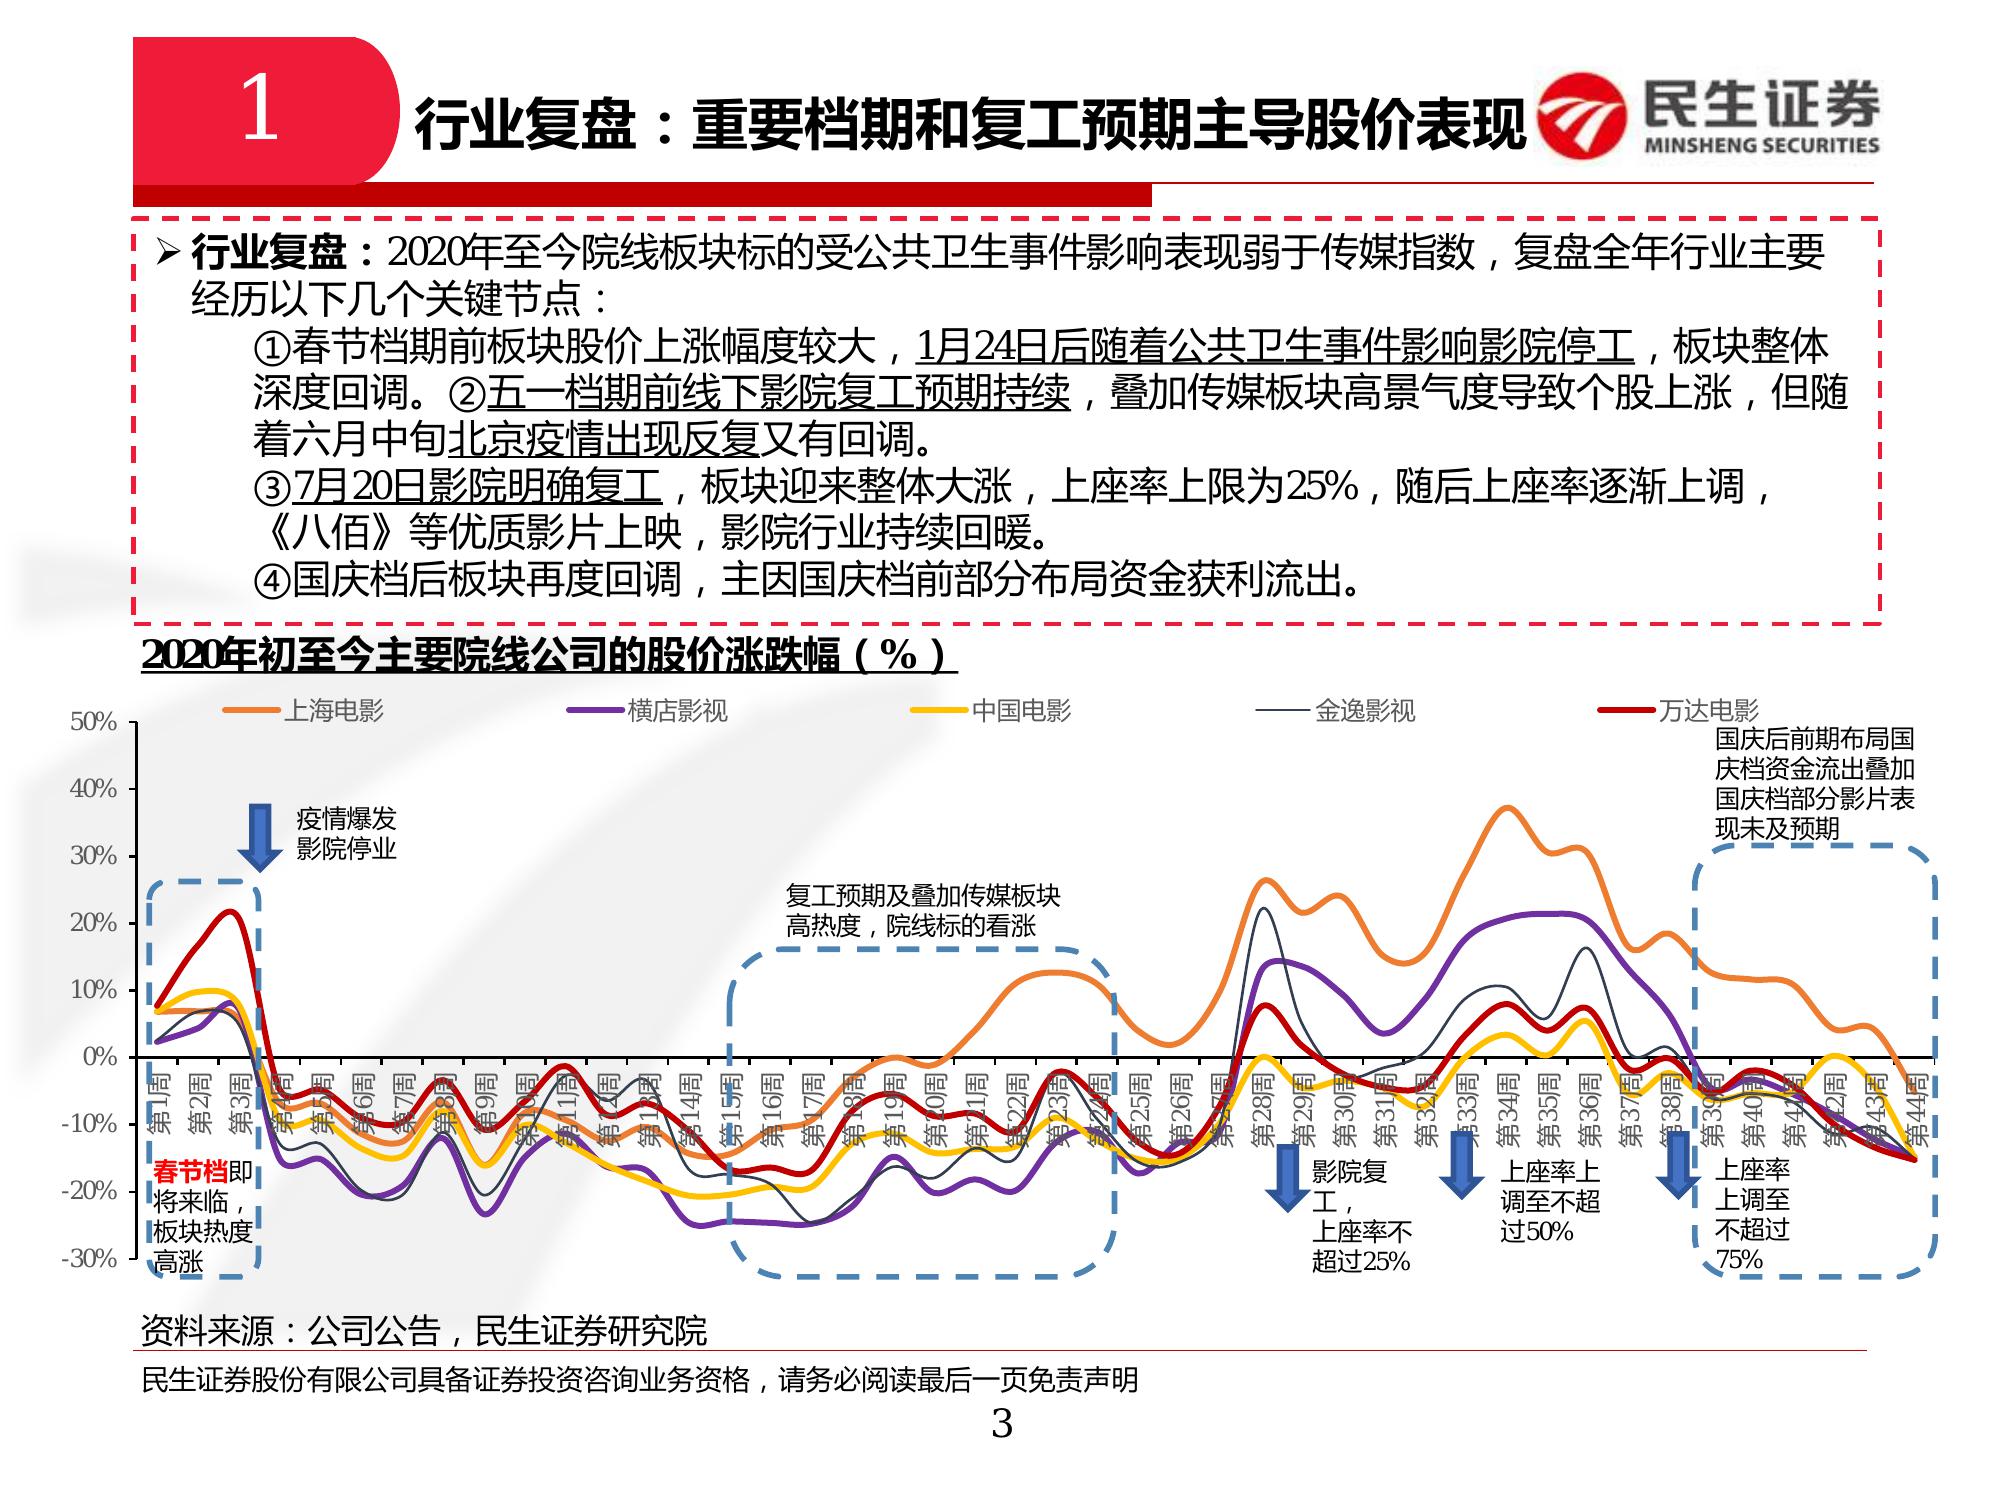 1
行业复盘：重要档期和复工预期主导股价表现
民生证券
MINSHENG SECURITIES
➢ 行业复盘：2020年至今院线板块标的受公共卫生事件影响表现弱于传媒指数，复盘全年行业主要
经历以下几个关键节点：
①春节档期前板块股价上涨幅度较大，1月24日后随着公共卫生事件影响影院停工，板块整体
深度回调。②五一档期前线下影院复工预期持续，叠加传媒板块高景气度导致个股上涨，但随
着六月中旬北京疫情出现反复又有回调。
③7月20日影院明确复工，板块迎来整体大涨，上座率上限为25%，随后上座率逐渐上调，
《八佰》等优质影片上映，影院行业持续回暖。
④国庆档后板块再度回调，主因国庆档前部分布局资金获利流出。
2020年初至今主要院线公司的股价涨跌幅（%）
上海电影 横店影视 中国电影 金逸影视 万达电影
50%
40%
30%
20%
10%
0%
-10%
-20%
-30%
疫情爆发
影院停业
复工预期及叠加传媒板块
高热度，院线标的看涨
国庆后前期布局国
庆档资金流出叠加
国庆档部分影片表
现未及预期
第1周 第2周 第3周 第4周 第5周 第6周 第7周 第8周 第9周 第10周 第11周 第12周 第13周 第14周 第15周 第16周 第17周 第18周 第19周 第20周 第21周 第22周 第23周 第24周 第25周 第26周 第27周 第28周 第29周 第30周 第31周 第32周 第33周 第34周 第35周 第36周 第37周 第38周 第39周 第40周 第41周 第42周 第43周 第44周
春节档即
将来临，
板块热度
高涨
影院复
工，
上座率不
超过25%
上座率上
调至不超
过50%
上座率
上调至
不超过
75%
资料来源：公司公告，民生证券研究院
民生证券股份有限公司具备证券投资咨询业务资格，请务必阅读最后一页免责声明
3